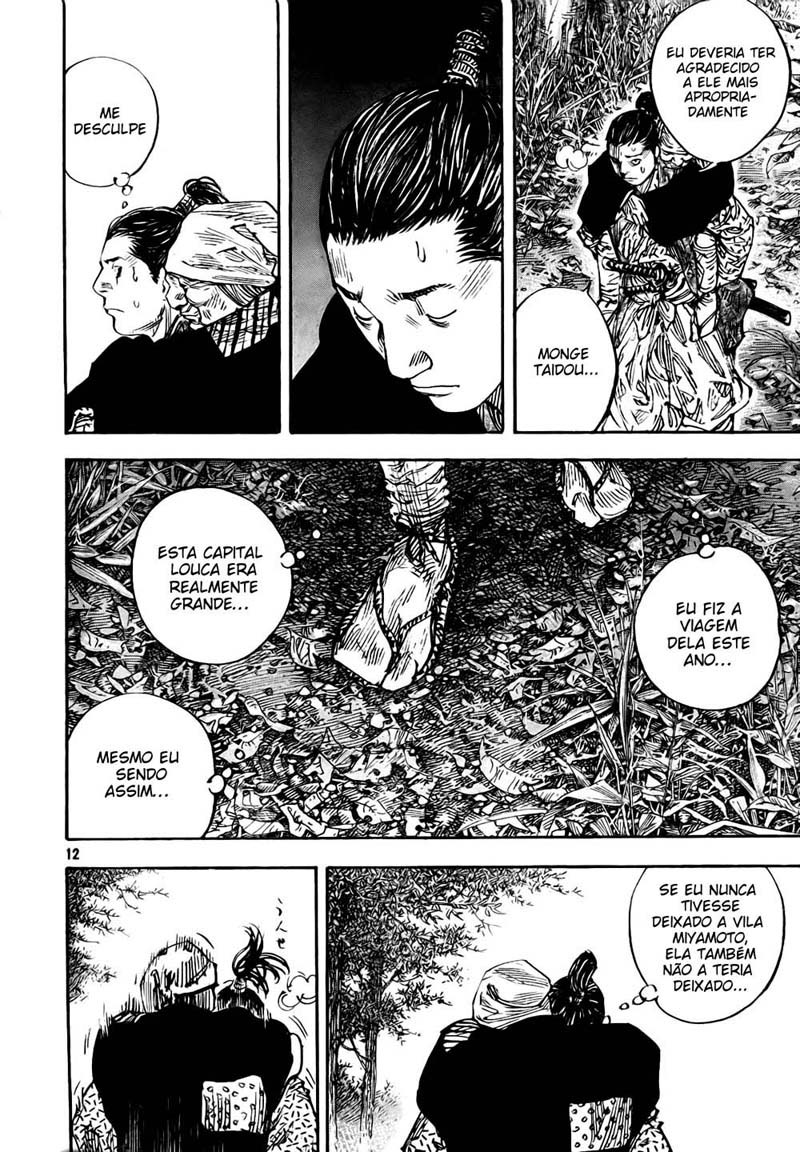 EU DEVERIA TER
AGRADECIDO
A ELE MAIS
APROPRIA-
DAMENTE
MONGE
TAIDOU...
ME
DESCULPE
EU FIZ A
VIAGEM
DELA ESTE
ANO...
ESTA CAPITAL
LOUCA ERA
REALMENTE
GRANDE...
MESMO EU
SENDO
ASSIM...
12
SE EU NUNCA
TIVESSE
DEIXADO A VILA
MIYAMOTO,
ELA TAMBÉM
NÃO A TERIA
DEIXADO...